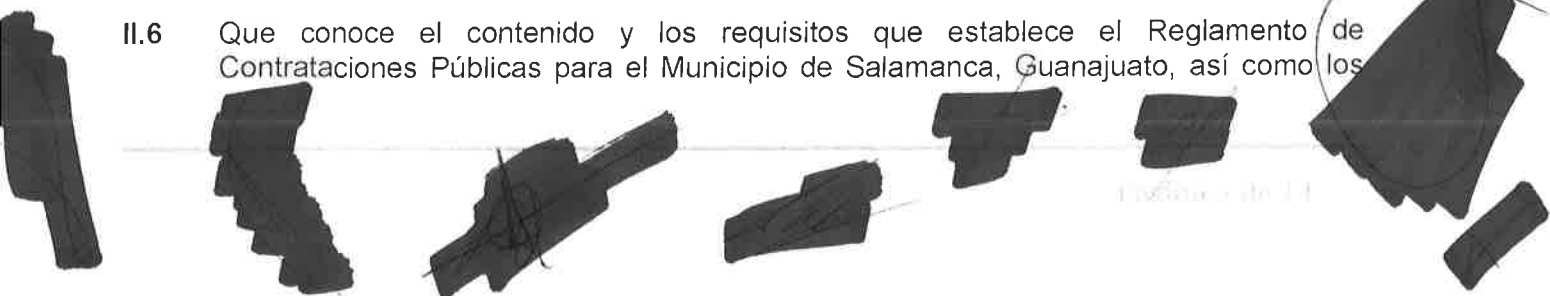 II.6 Que conoce el contenido y los requisitos que establece el Reglamento de
Contrataciones Públicas para el Municipio de Salamanca, Guanajuato, así como los